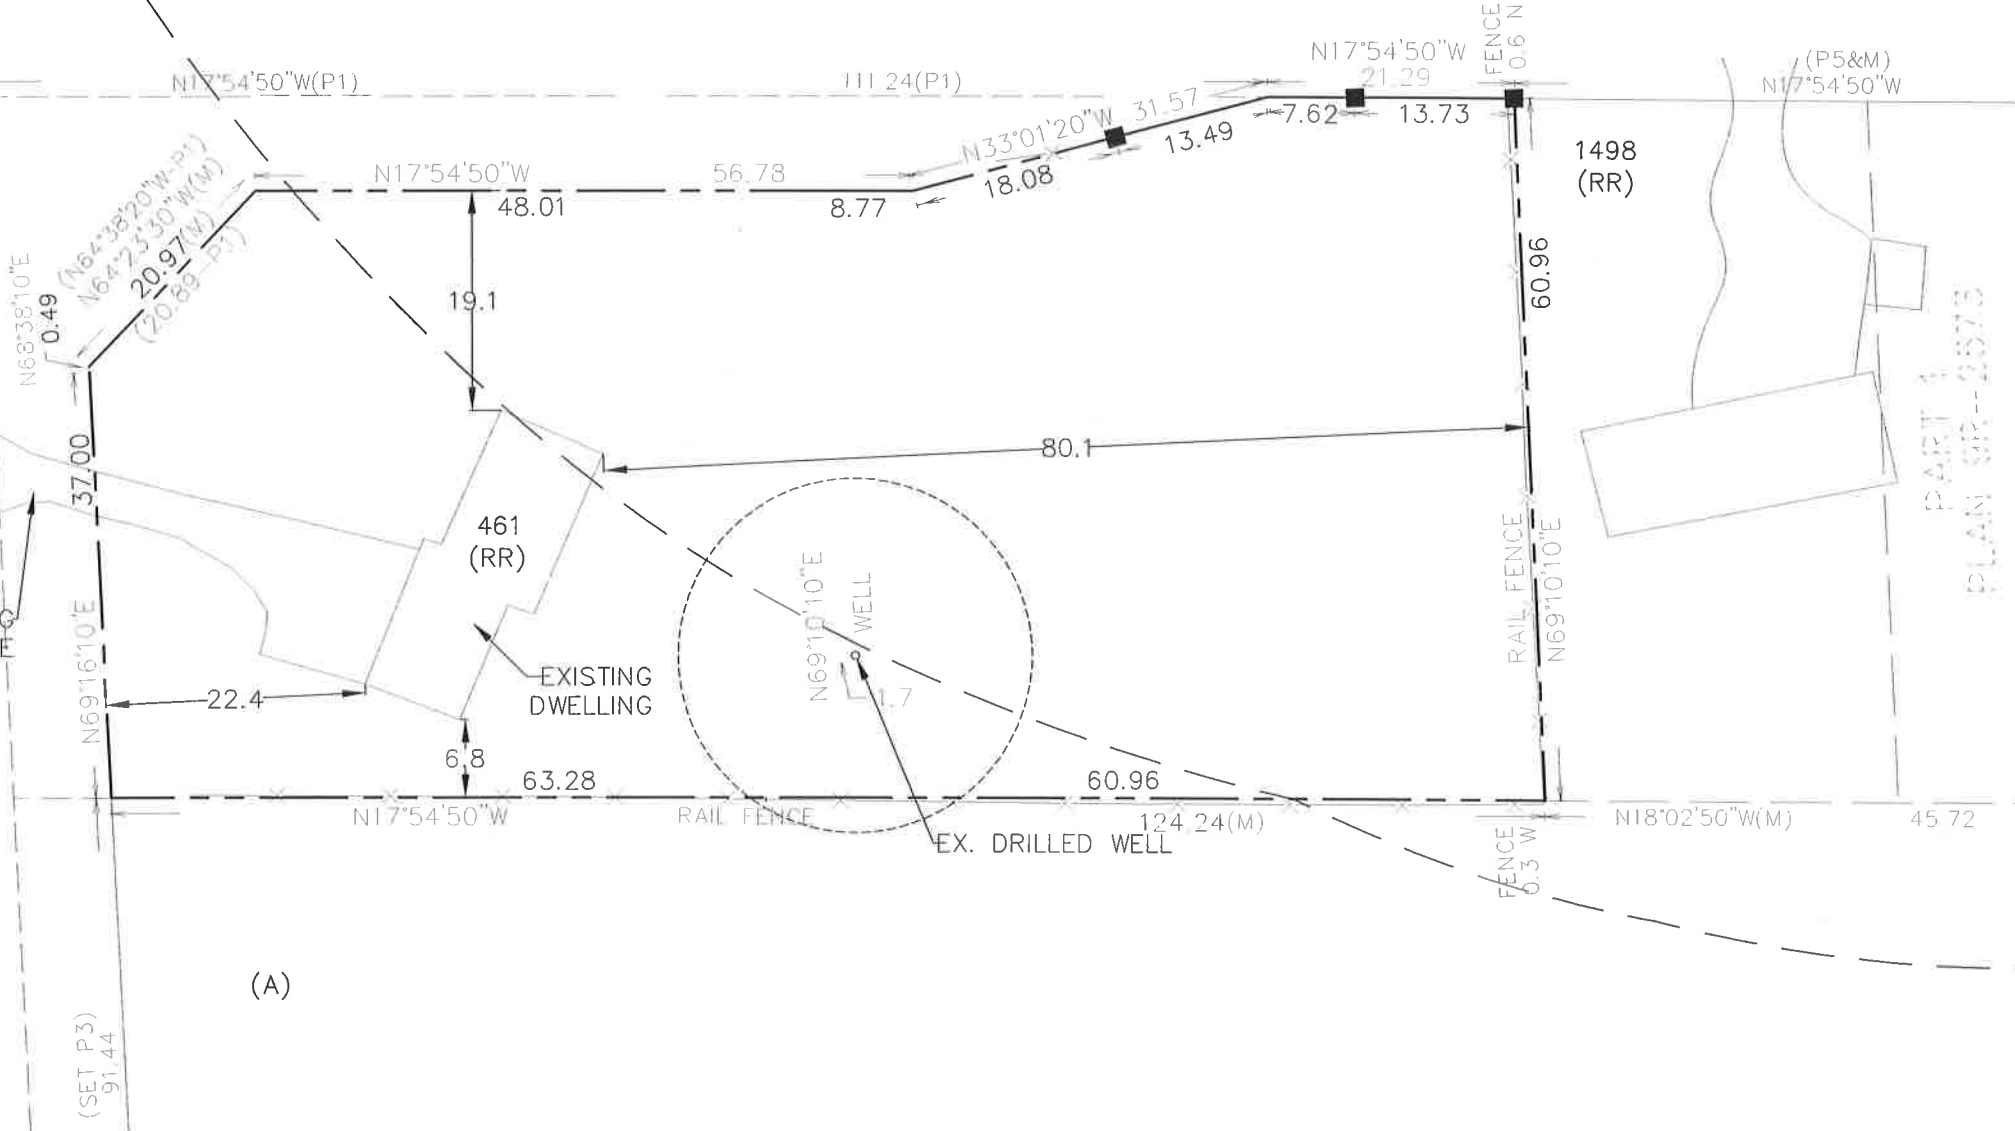 N17°54'50"W(P1)
111.24(P1)
N17°54'50"W
21.29
FENCE
0.6 N
(P5&M)
N17°54'50"W
7.62
13.73
N33°01'20"W
31.57
13.49
18.08
1498
(RR)
N17°54'50"W
56.78
48.01
8.77
(N64°38'20"W-P1)
N64°23'30"W(M)
20.97(M)
(20.89-P1)
N68°38'10"E
0.49
19.1
60.96
37.00
80.1
461
(RR)
PART 1
N69°10'10"E
WELL
1.7
RAIL FENCE
N69°10'10"E
N69°16'10"E
EXISTING
DWELLING
22.4
6.8
63.28
60.96
N17°54'50"W
RAIL FENCE
124.24(M)
N18°02'50"W(M)
45.72
EX. DRILLED WELL
FENCE
0.3 W
(A)
(SET P3)
91.44